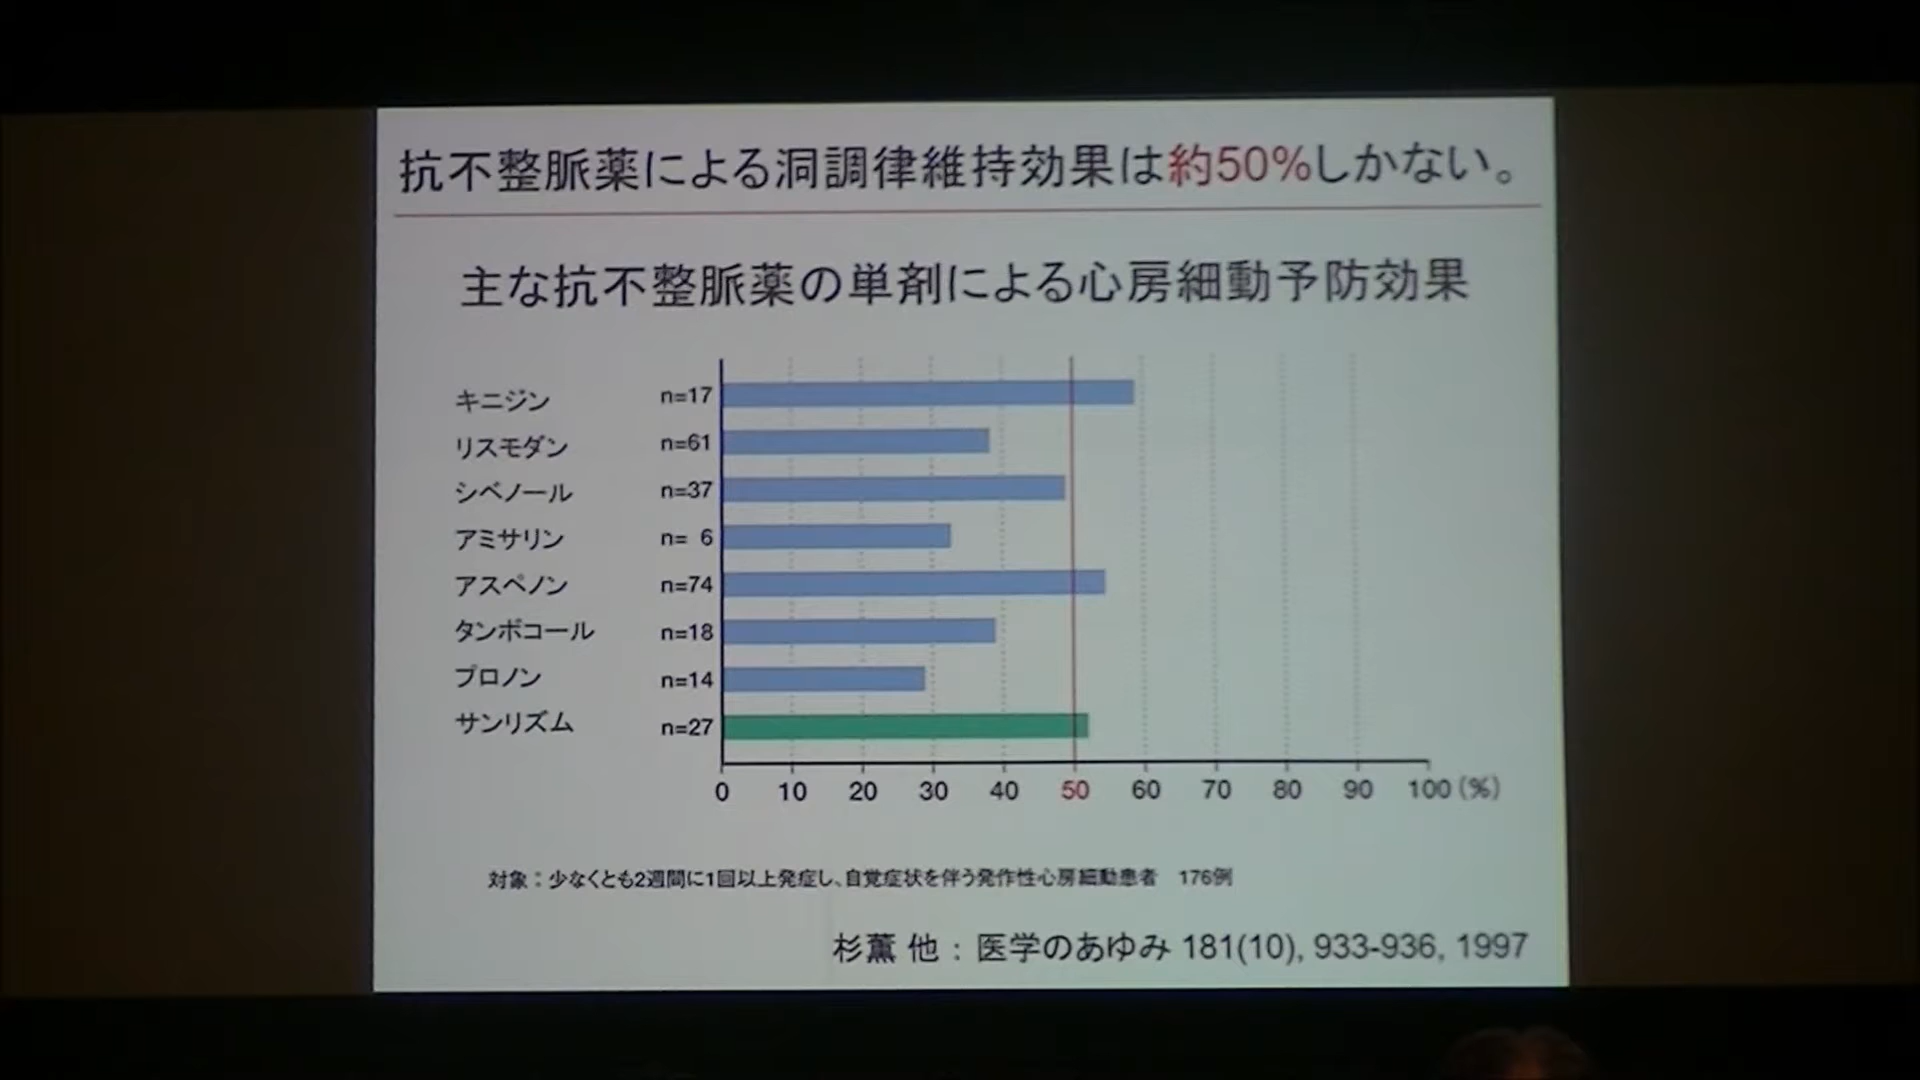 抗不整脈薬による洞調律維持効果は約50%しかない。
主な抗不整脈薬の単剤による心房細動予防効果
キニジン n=17
リスモダン n=61
シベノール n=37
アミサリン n= 6
アスペノン n=74
タンボコール n=18
プロノン n=14
サンリズム n=27
0 10 20 30 40 50 60 70 80 90 100 (%)
対象：少なくとも2週間に1回以上発症し、自覚症状を伴う発作性心房細動患者　176例
杉薫 他： 医学のあゆみ 181(10), 933-936, 1997